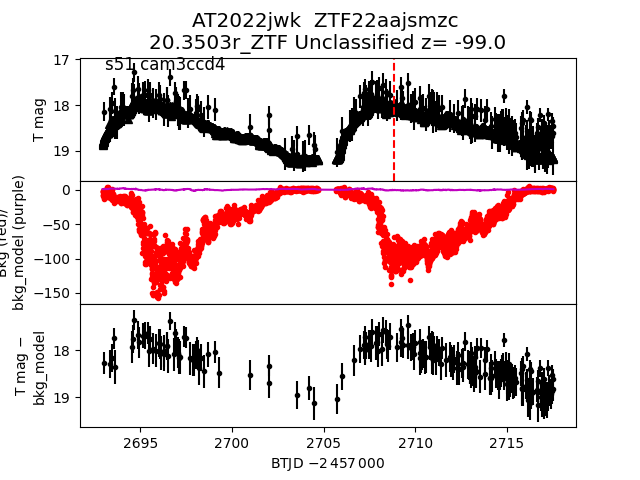 AT2022jwk  ZTF22aajsmzc
20.3503r_ZTF Unclassified z= -99.0
s51 cam3ccd4
T mag
17
18
19
Bkg (red)/
bkg_model (purple)
0
−50
−100
−150
T mag −
bkg_model
18
19
2695 2700 2705 2710 2715
BTJD −2 457 000